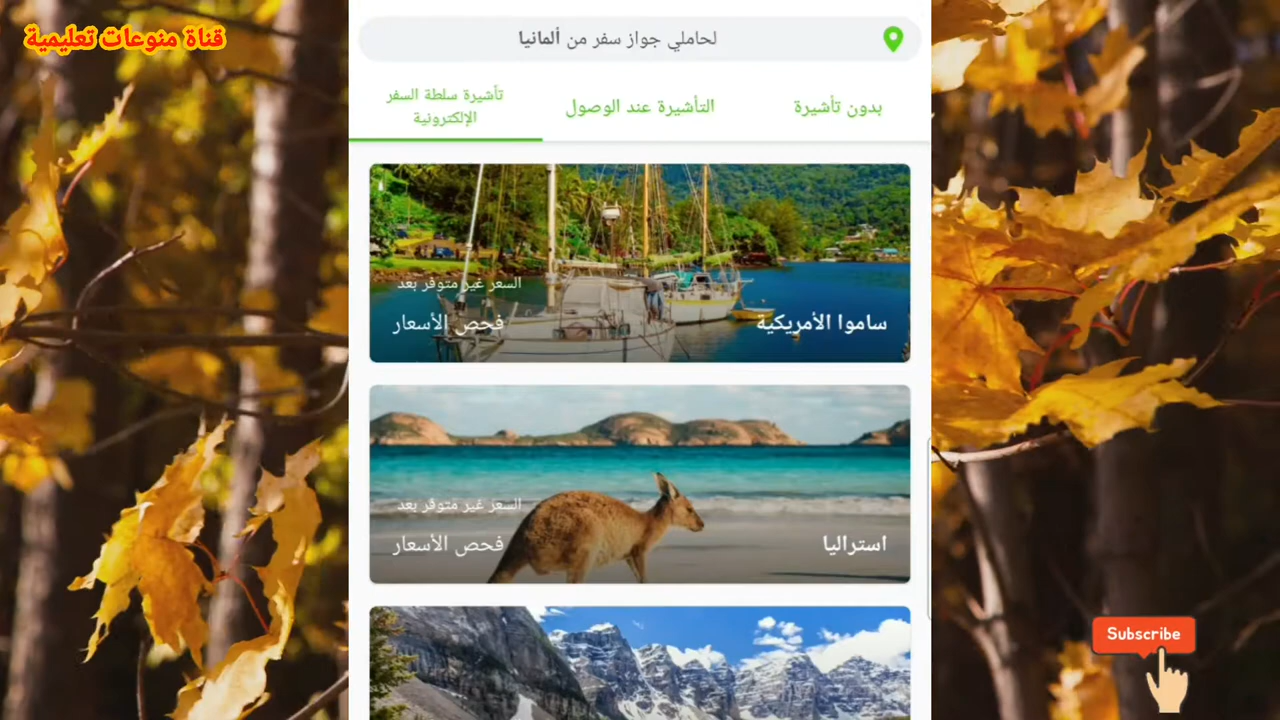 قناة منوعات تعليمية
لحاملي جواز سفر من ألمانيا
بدون تأشيرة
التأشيرة عند الوصول
تأشيرة سلطة السفر
الإلكترونية
السعر غير متوفر بعد
ساموا الأمريكية
فحص الأسعار
السعر غير متوفر بعد
استراليا
فحص الأسعار
Subscribe